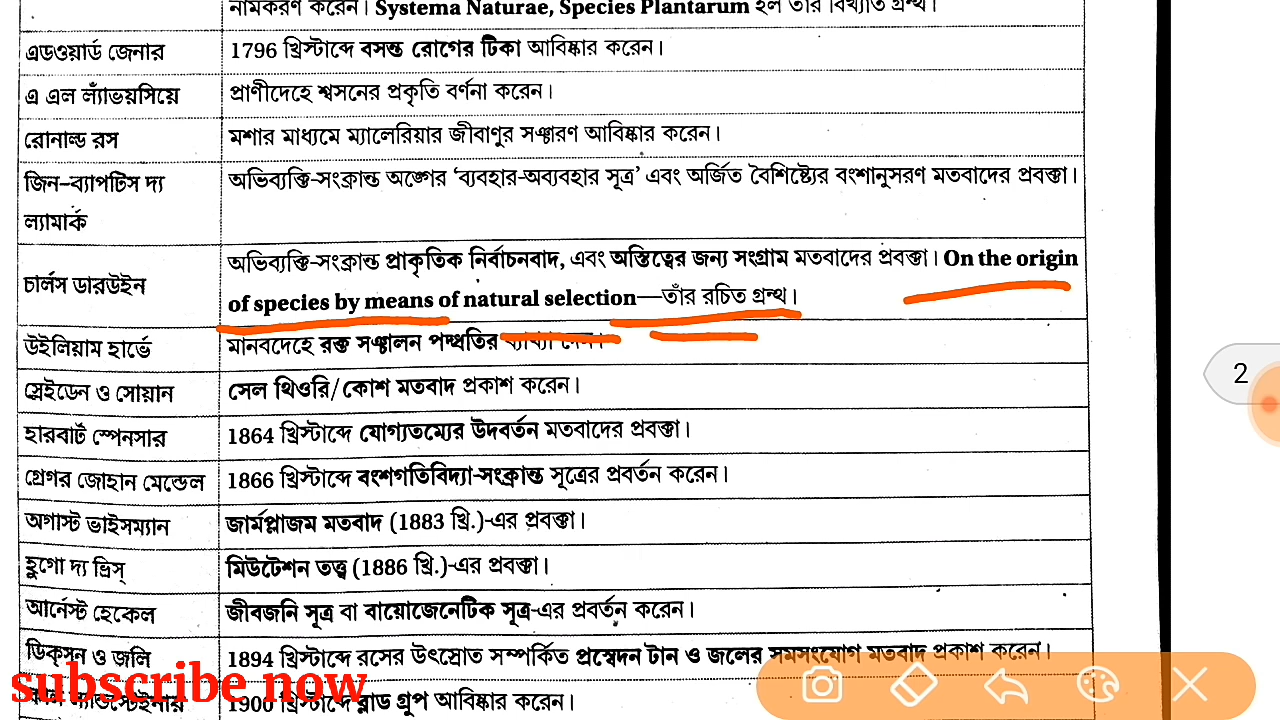 নামকরণ করেন। Systema Naturae, Species Plantarum হল তাঁর বিখ্যাত গ্রন্থ।
এডওয়ার্ড জেনার 1796 খ্রিস্টাব্দে বসন্ত রোগের টিকা আবিষ্কার করেন।
এ এল ল্যাঁভয়সিয়ে প্রাণীদেহে শ্বসনের প্রকৃতি বর্ণনা করেন।
রোনাল্ড রস মশার মাধ্যমে ম্যালেরিয়ার জীবাণুর সঞ্চারণ আবিষ্কার করেন।
জিন-ব্যাপটিস দ্য অভিব্যক্তি-সংক্রান্ত অঙ্গের ‘ব্যবহার-অব্যবহার সূত্র’ এবং অর্জিত বৈশিষ্ট্যের বংশানুসরণ মতবাদের প্রবক্তা।
ল্যামার্ক
চার্লস ডারউইন অভিব্যক্তি-সংক্রান্ত প্রাকৃতিক নির্বাচনবাদ, এবং অস্তিত্বের জন্য সংগ্রাম মতবাদের প্রবক্তা। On the origin
of species by means of natural selection—তাঁর রচিত গ্রন্থ।
উইলিয়াম হার্ভে মানবদেহে রক্ত সঞ্চালন পদ্ধতির ব্যাখ্যা দেন।
স্লেইডেন ও সোয়ান সেল থিওরি/কোশ মতবাদ প্রকাশ করেন।
হারবার্ট স্পেনসার 1864 খ্রিস্টাব্দে যোগ্যতম্যের উদবর্তন মতবাদের প্রবক্তা।
গ্রেগর জোহান মেন্ডেল 1866 খ্রিস্টাব্দে বংশগতিবিদ্যা-সংক্রান্ত সূত্রের প্রবর্তন করেন।
অগাস্ট ভাইসম্যান জার্মপ্লাজম মতবাদ (1883 খ্রি.)-এর প্রবক্তা।
হুগো দ্য ভ্রিস্ মিউটেশন তত্ত্ব (1886 খ্রি.)-এর প্রবক্তা।
আর্নেস্ট হেকেল জীবজনি সূত্র বা বায়োজেনেটিক সূত্র-এর প্রবর্তন করেন।
ডিক্সন ও জলি 1894 খ্রিস্টাব্দে রসের উৎস্রোত সম্পর্কিত প্রস্বেদন টান ও জলের সমসংযোগ মতবাদ প্রকাশ করেন।
1900 খ্রিস্টাব্দে ব্লাড গ্রুপ আবিষ্কার করেন।
subscribe now
2